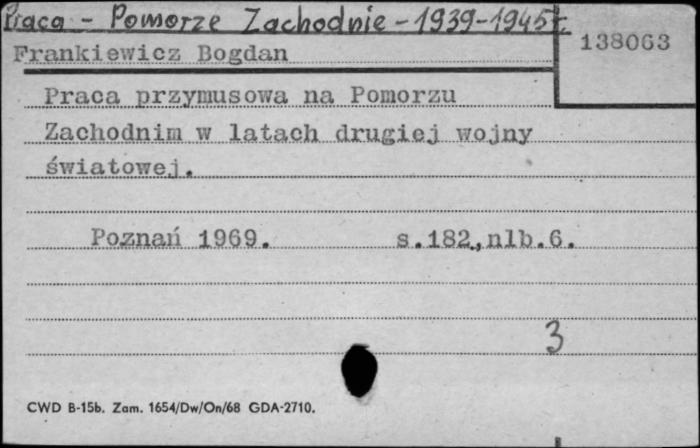 Praca - Pomorze Zachodnie - 1939-1945 r.
138063
Frankiewicz Bogdan
Praca przymusowa na Pomorzu
Zachodnim w latach drugiej wojny
światowej.
Poznań 1969. s.182,nlb.6.
3
CWD B-15b. Zam. 1654/Dw/On/68 GDA-2710.